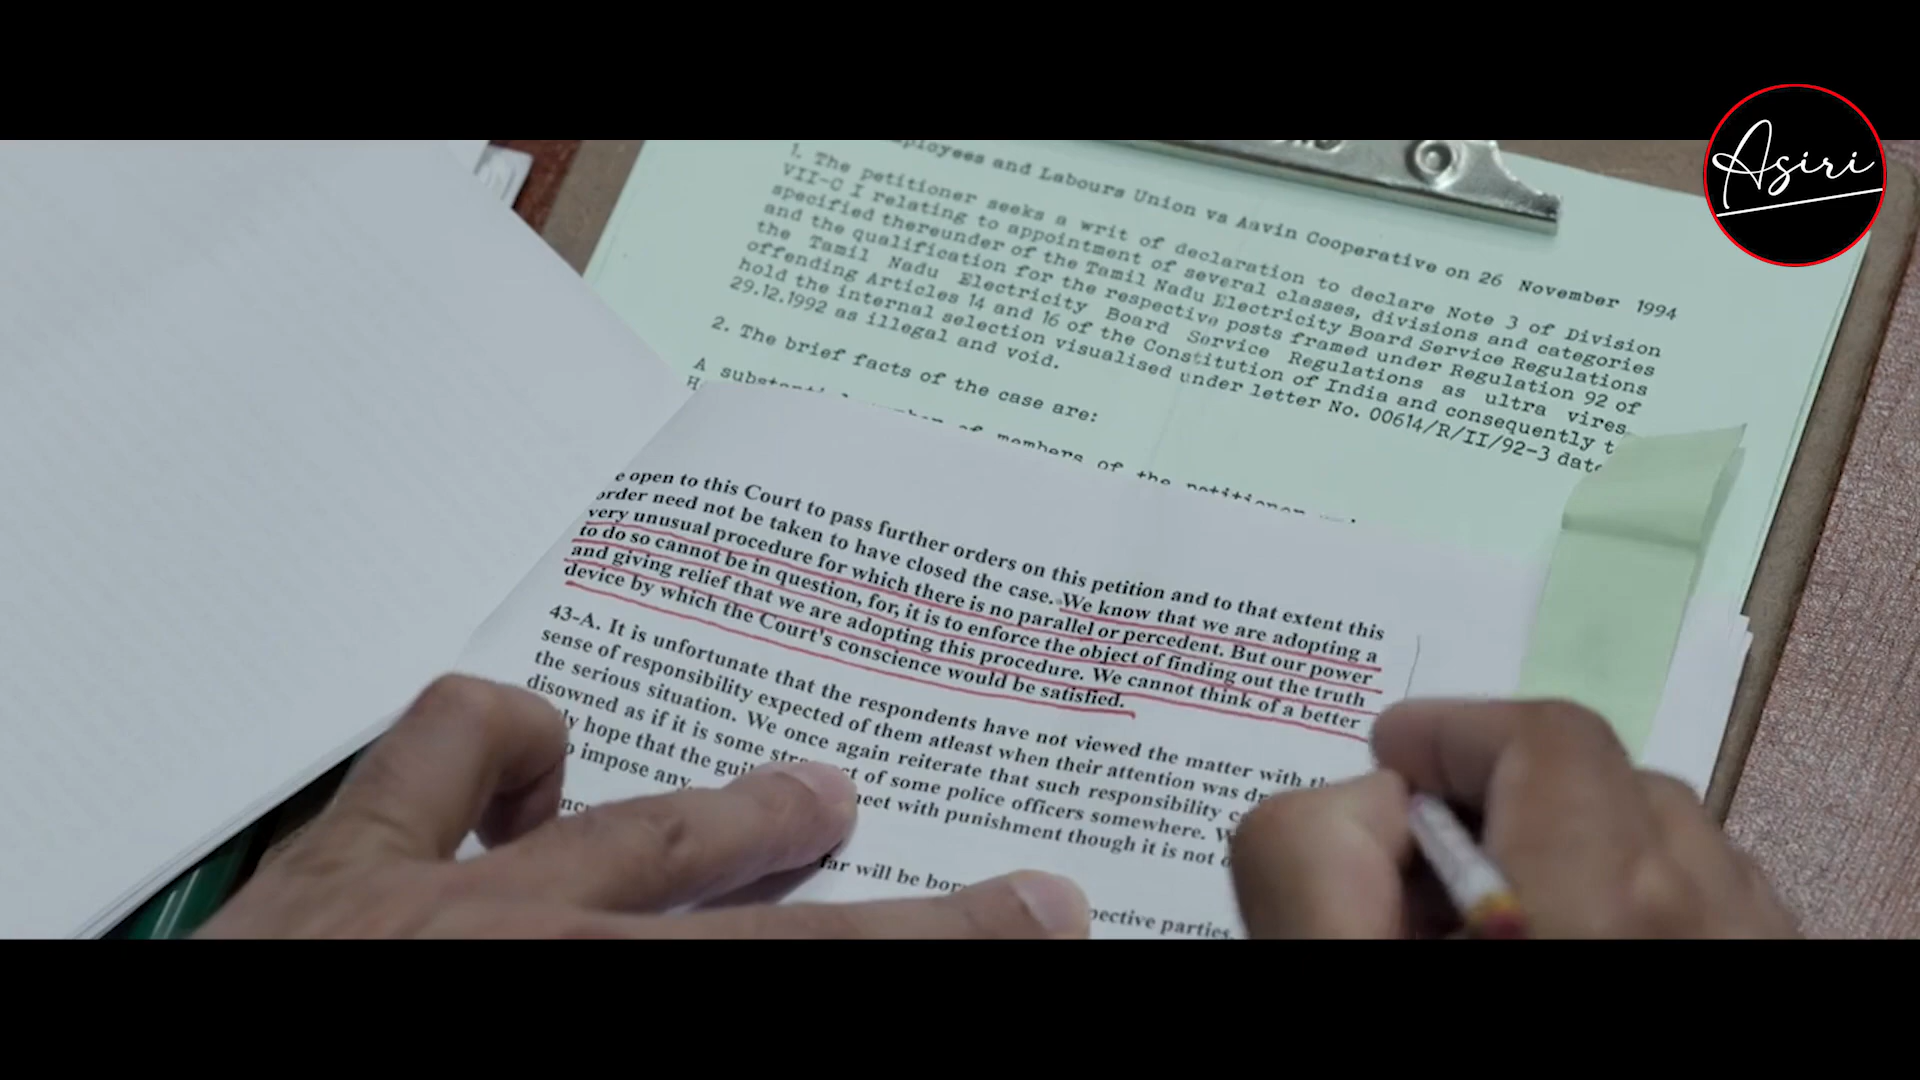 Asiri
ployees and Labours Union vs Aavin Cooperative on 26 November 1994
1. The petitioner seeks a writ of declaration to declare Note 3 of Division
VII-C I relating to appointment of several classes, divisions and categories
specified thereunder of the Tamil Nadu Electricity Board Service Regulations
and the qualification for the respective posts framed under Regulation 92 of
the Tamil Nadu Electricity Board Service Regulations as ultra vires
offending Articles 14 and 16 of the Constitution of India and consequently t
hold the internal selection visualised under letter No. 00614/R/II/92-3 date
29.12.1992 as illegal and void.
2. The brief facts of the case are:
A of members of the
e open to this Court to pass further orders on this petition and to that extent this
order need not be taken to have closed the case. We know that we are adopting a
very unusual procedure for which there is no parallel or percedent. But our power
to do so cannot be in question, for, it is to enforce the object of finding out the truth
and giving relief that we are adopting this procedure. We cannot think of a better
device by which the Court's conscience would be satisfied.
43-A. It is unfortunate that the respondents have not viewed the matter with th
sense of responsibility expected of them atleast when their attention was dr
the serious situation. We once again reiterate that such responsibility c
disowned as if it is some of some police officers somewhere. W
ly hope that the guil meet with punishment though it is not
o impose any.
far will be bor pective parties.